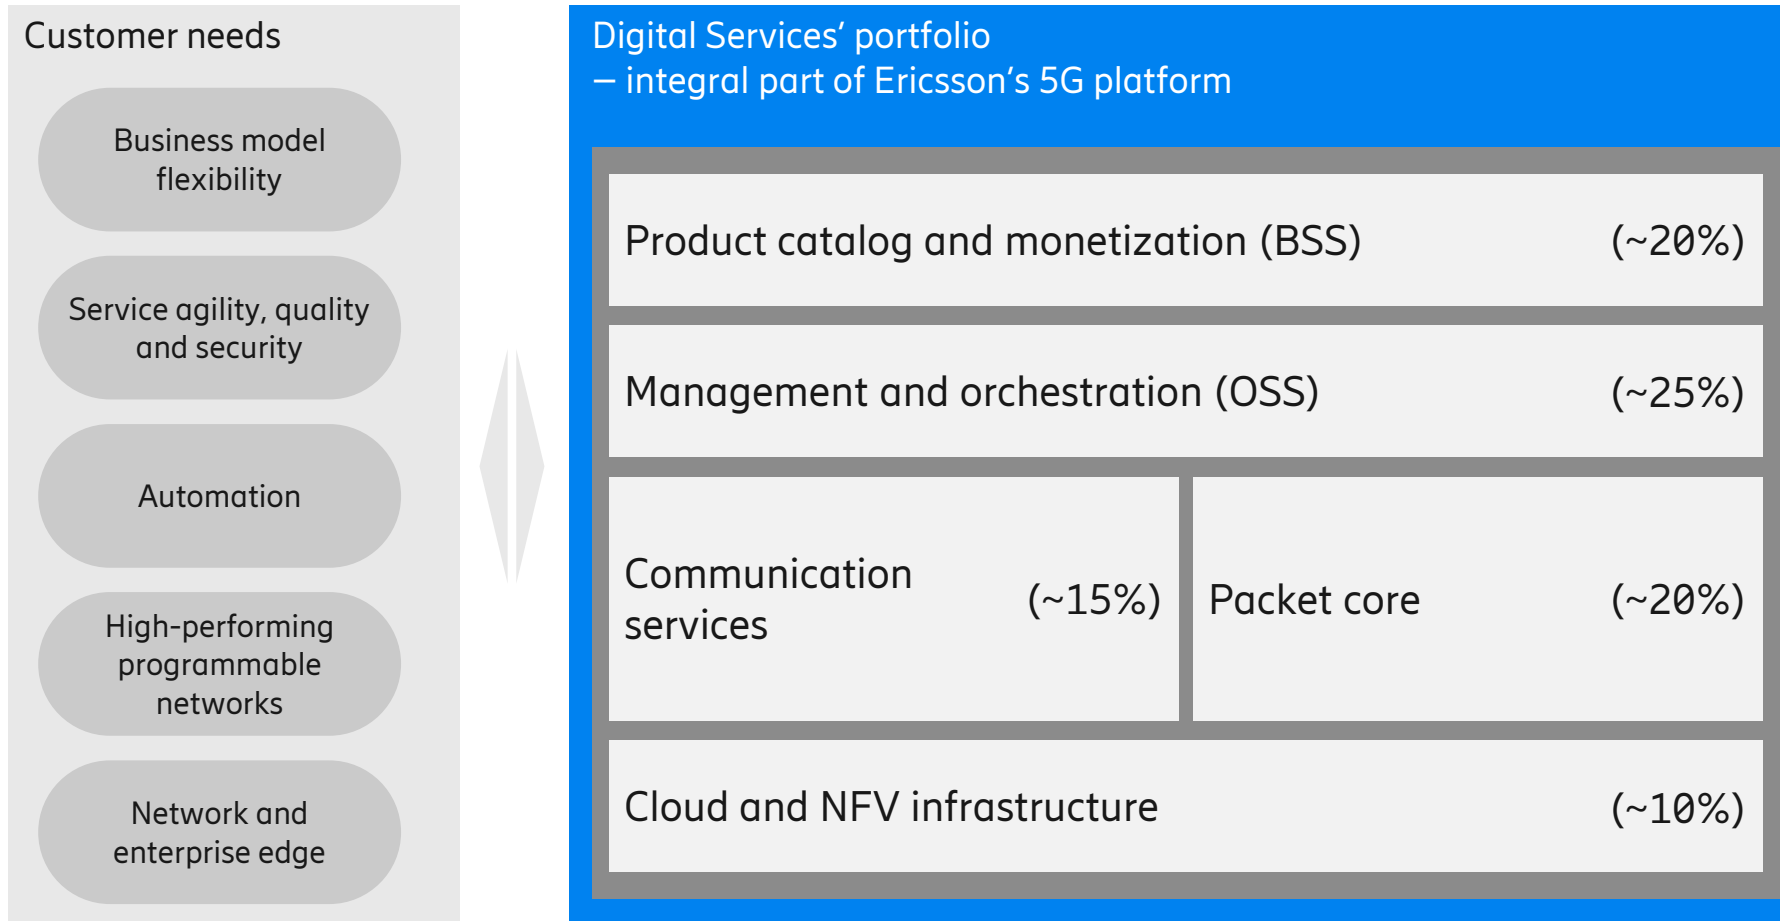 Customer needs
Business model
flexibility
Service agility, quality
and security
Automation
High-performing
programmable
networks
Network and
enterprise edge
Digital Services‘ portfolio
– integral part of Ericsson’s 5G platform
Product catalog and monetization (BSS) (~20%)
Management and orchestration (OSS) (~25%)
Communication
services
(~15%)
Packet core (~20%)
Cloud and NFV infrastructure (~10%)